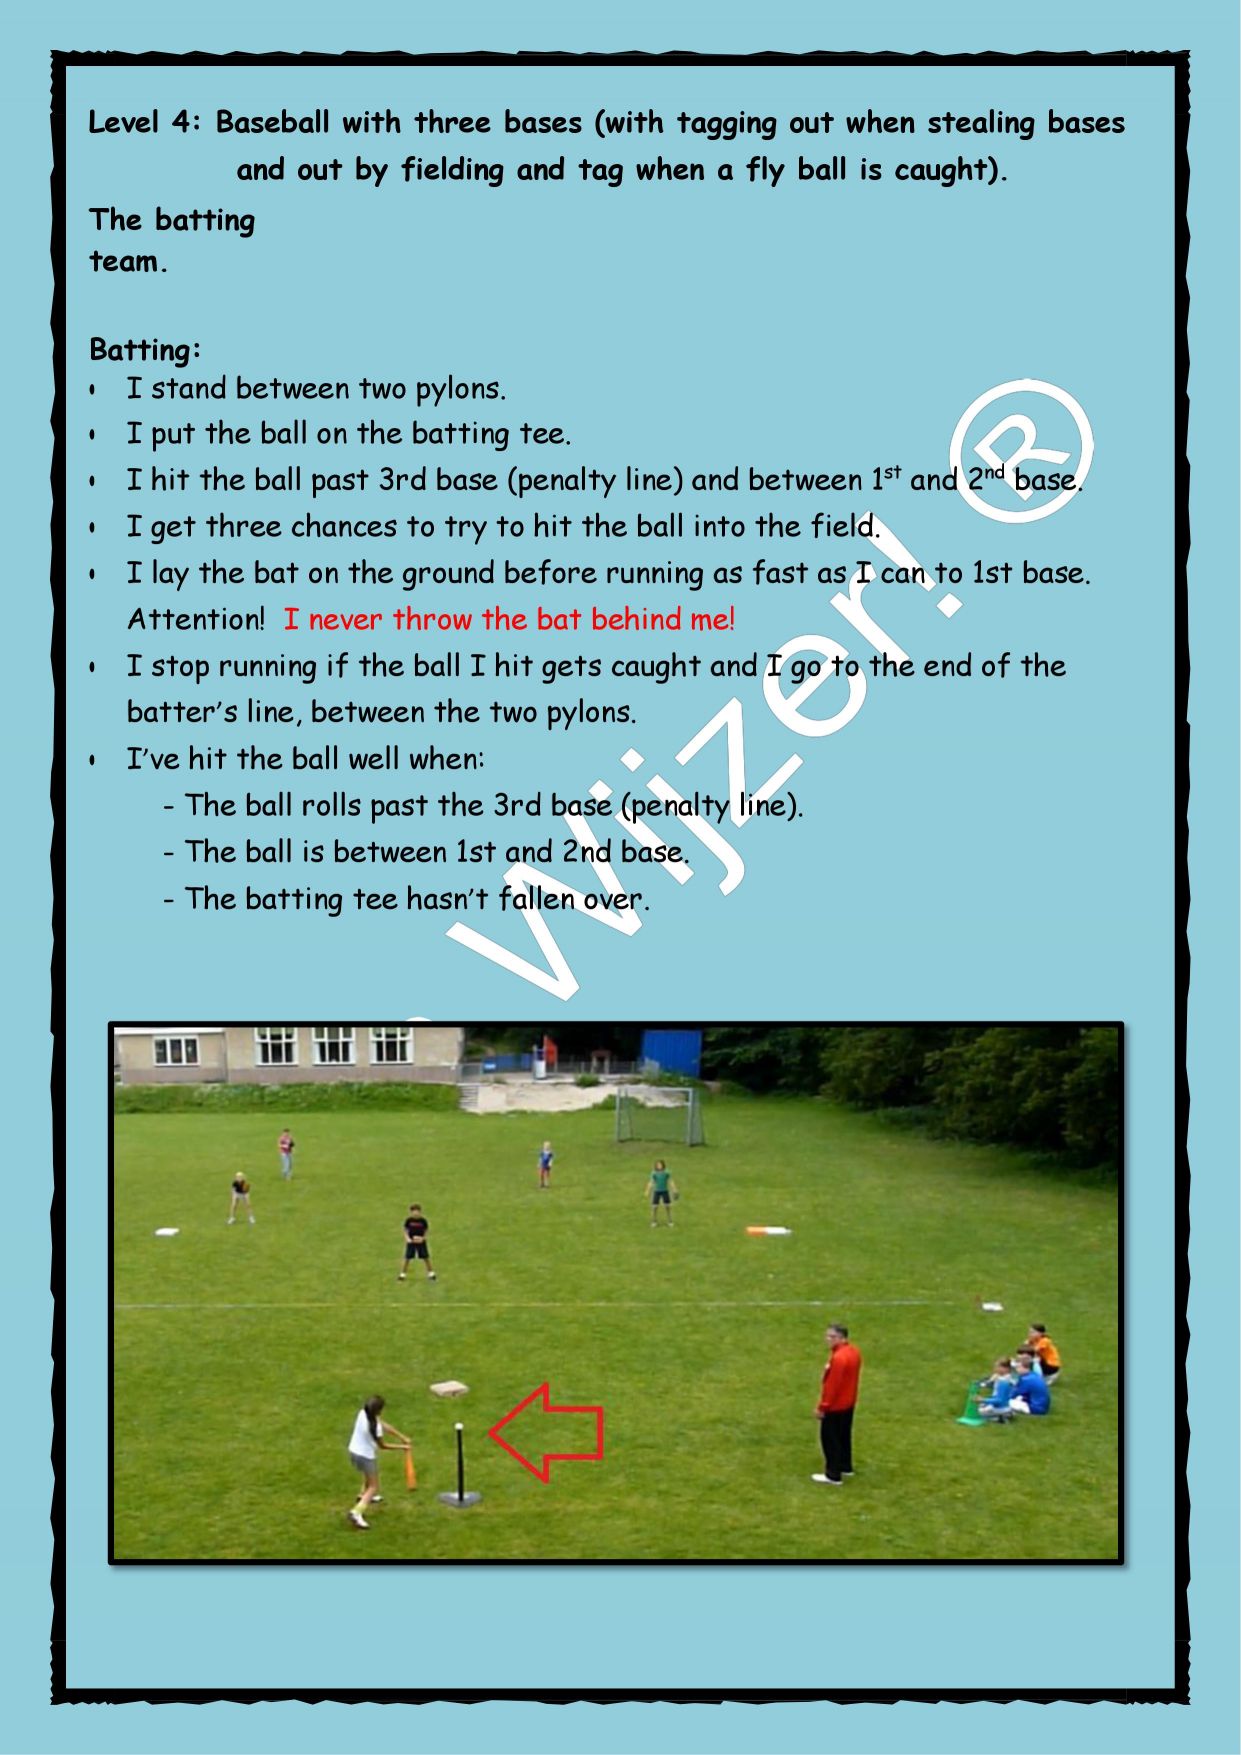 Level 4: Baseball with three bases (with tagging out when stealing bases
and out by fielding and tag when a fly ball is caught).
The batting
team.
Batting:
• I stand between two pylons.
• I put the ball on the batting tee.
• I hit the ball past 3rd base (penalty line) and between 1st and 2nd base.
• I get three chances to try to hit the ball into the field.
• I lay the bat on the ground before running as fast as I can to 1st base.
Attention! I never throw the bat behind me!
• I stop running if the ball I hit gets caught and I go to the end of the
batter’s line, between the two pylons.
• I’ve hit the ball well when:
- The ball rolls past the 3rd base (penalty line).
- The ball is between 1st and 2nd base.
- The batting tee hasn’t fallen over.
Wijzer! ®